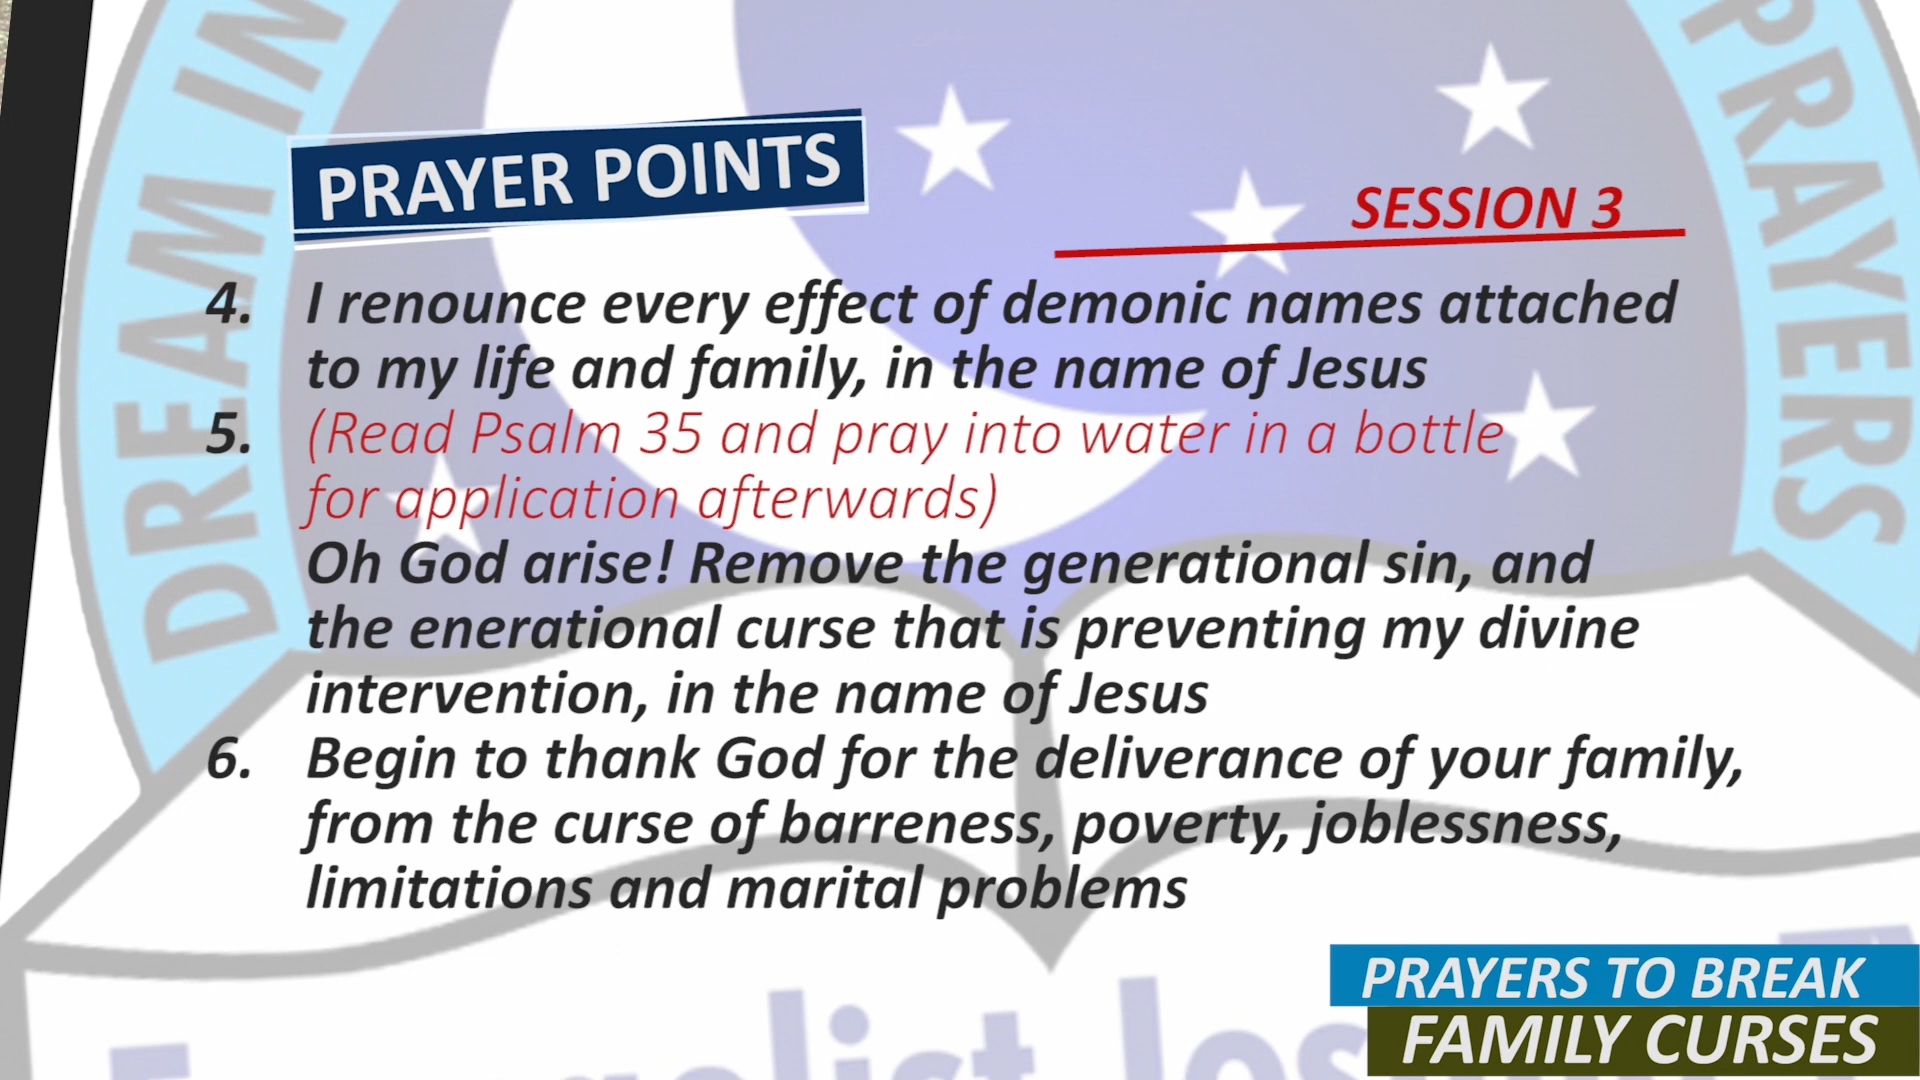 DREAM IN
PRAYERS
PRAYER POINTS
SESSION 3
4. I renounce every effect of demonic names attached
to my life and family, in the name of Jesus
5. (Read Psalm 35 and pray into water in a bottle
for application afterwards)
Oh God arise! Remove the generational sin, and
the enerational curse that is preventing my divine
intervention, in the name of Jesus
6. Begin to thank God for the deliverance of your family,
from the curse of barreness, poverty, joblessness,
limitations and marital problems
PRAYERS TO BREAK
FAMILY CURSES